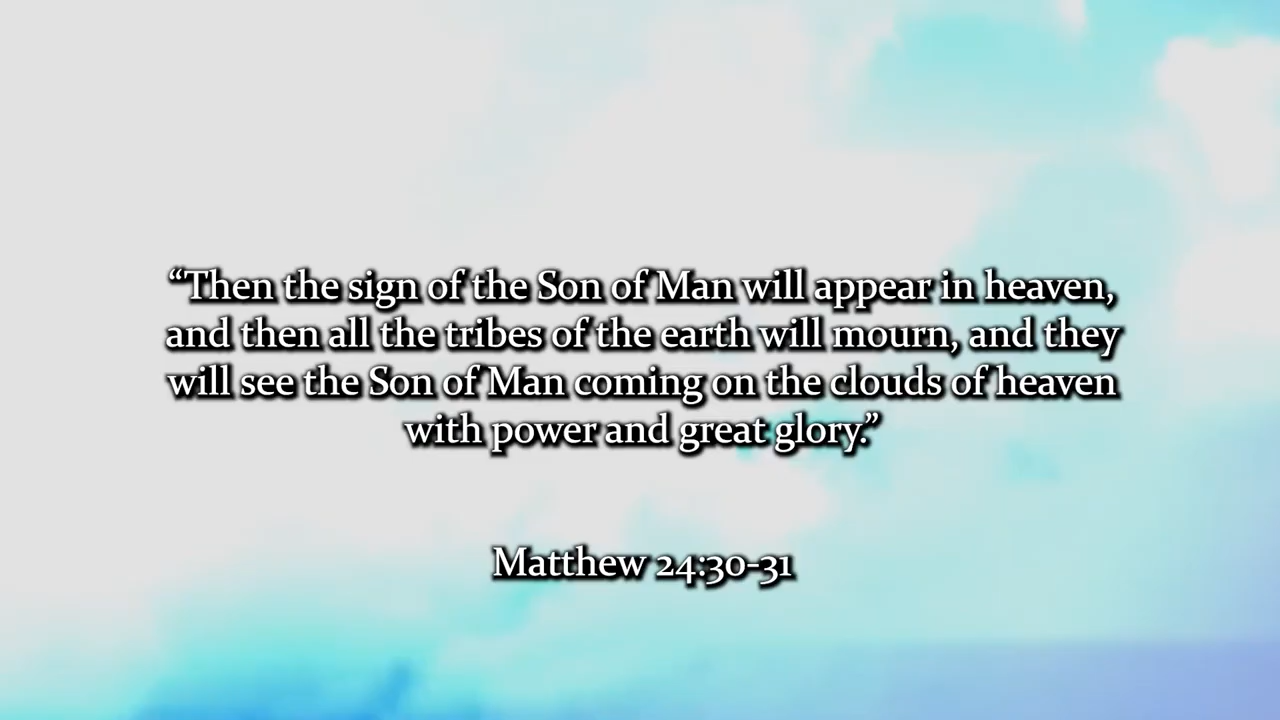 “Then the sign of the Son of Man will appear in heaven,
and then all the tribes of the earth will mourn, and they
will see the Son of Man coming on the clouds of heaven
with power and great glory.”
Matthew 24:30-31